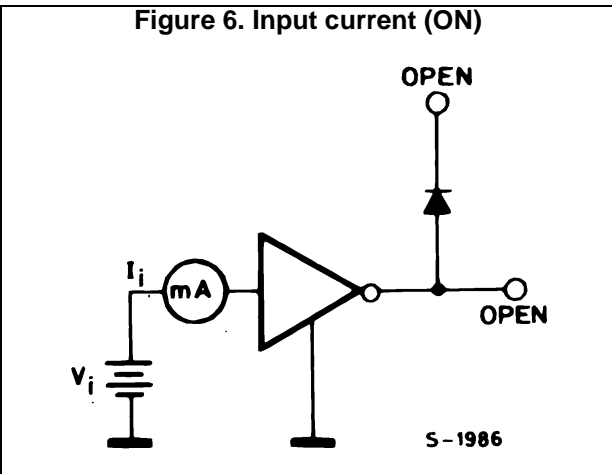 Figure 6. Input current (ON)
OPEN
Ii
mA
OPEN
Vi
S-1986